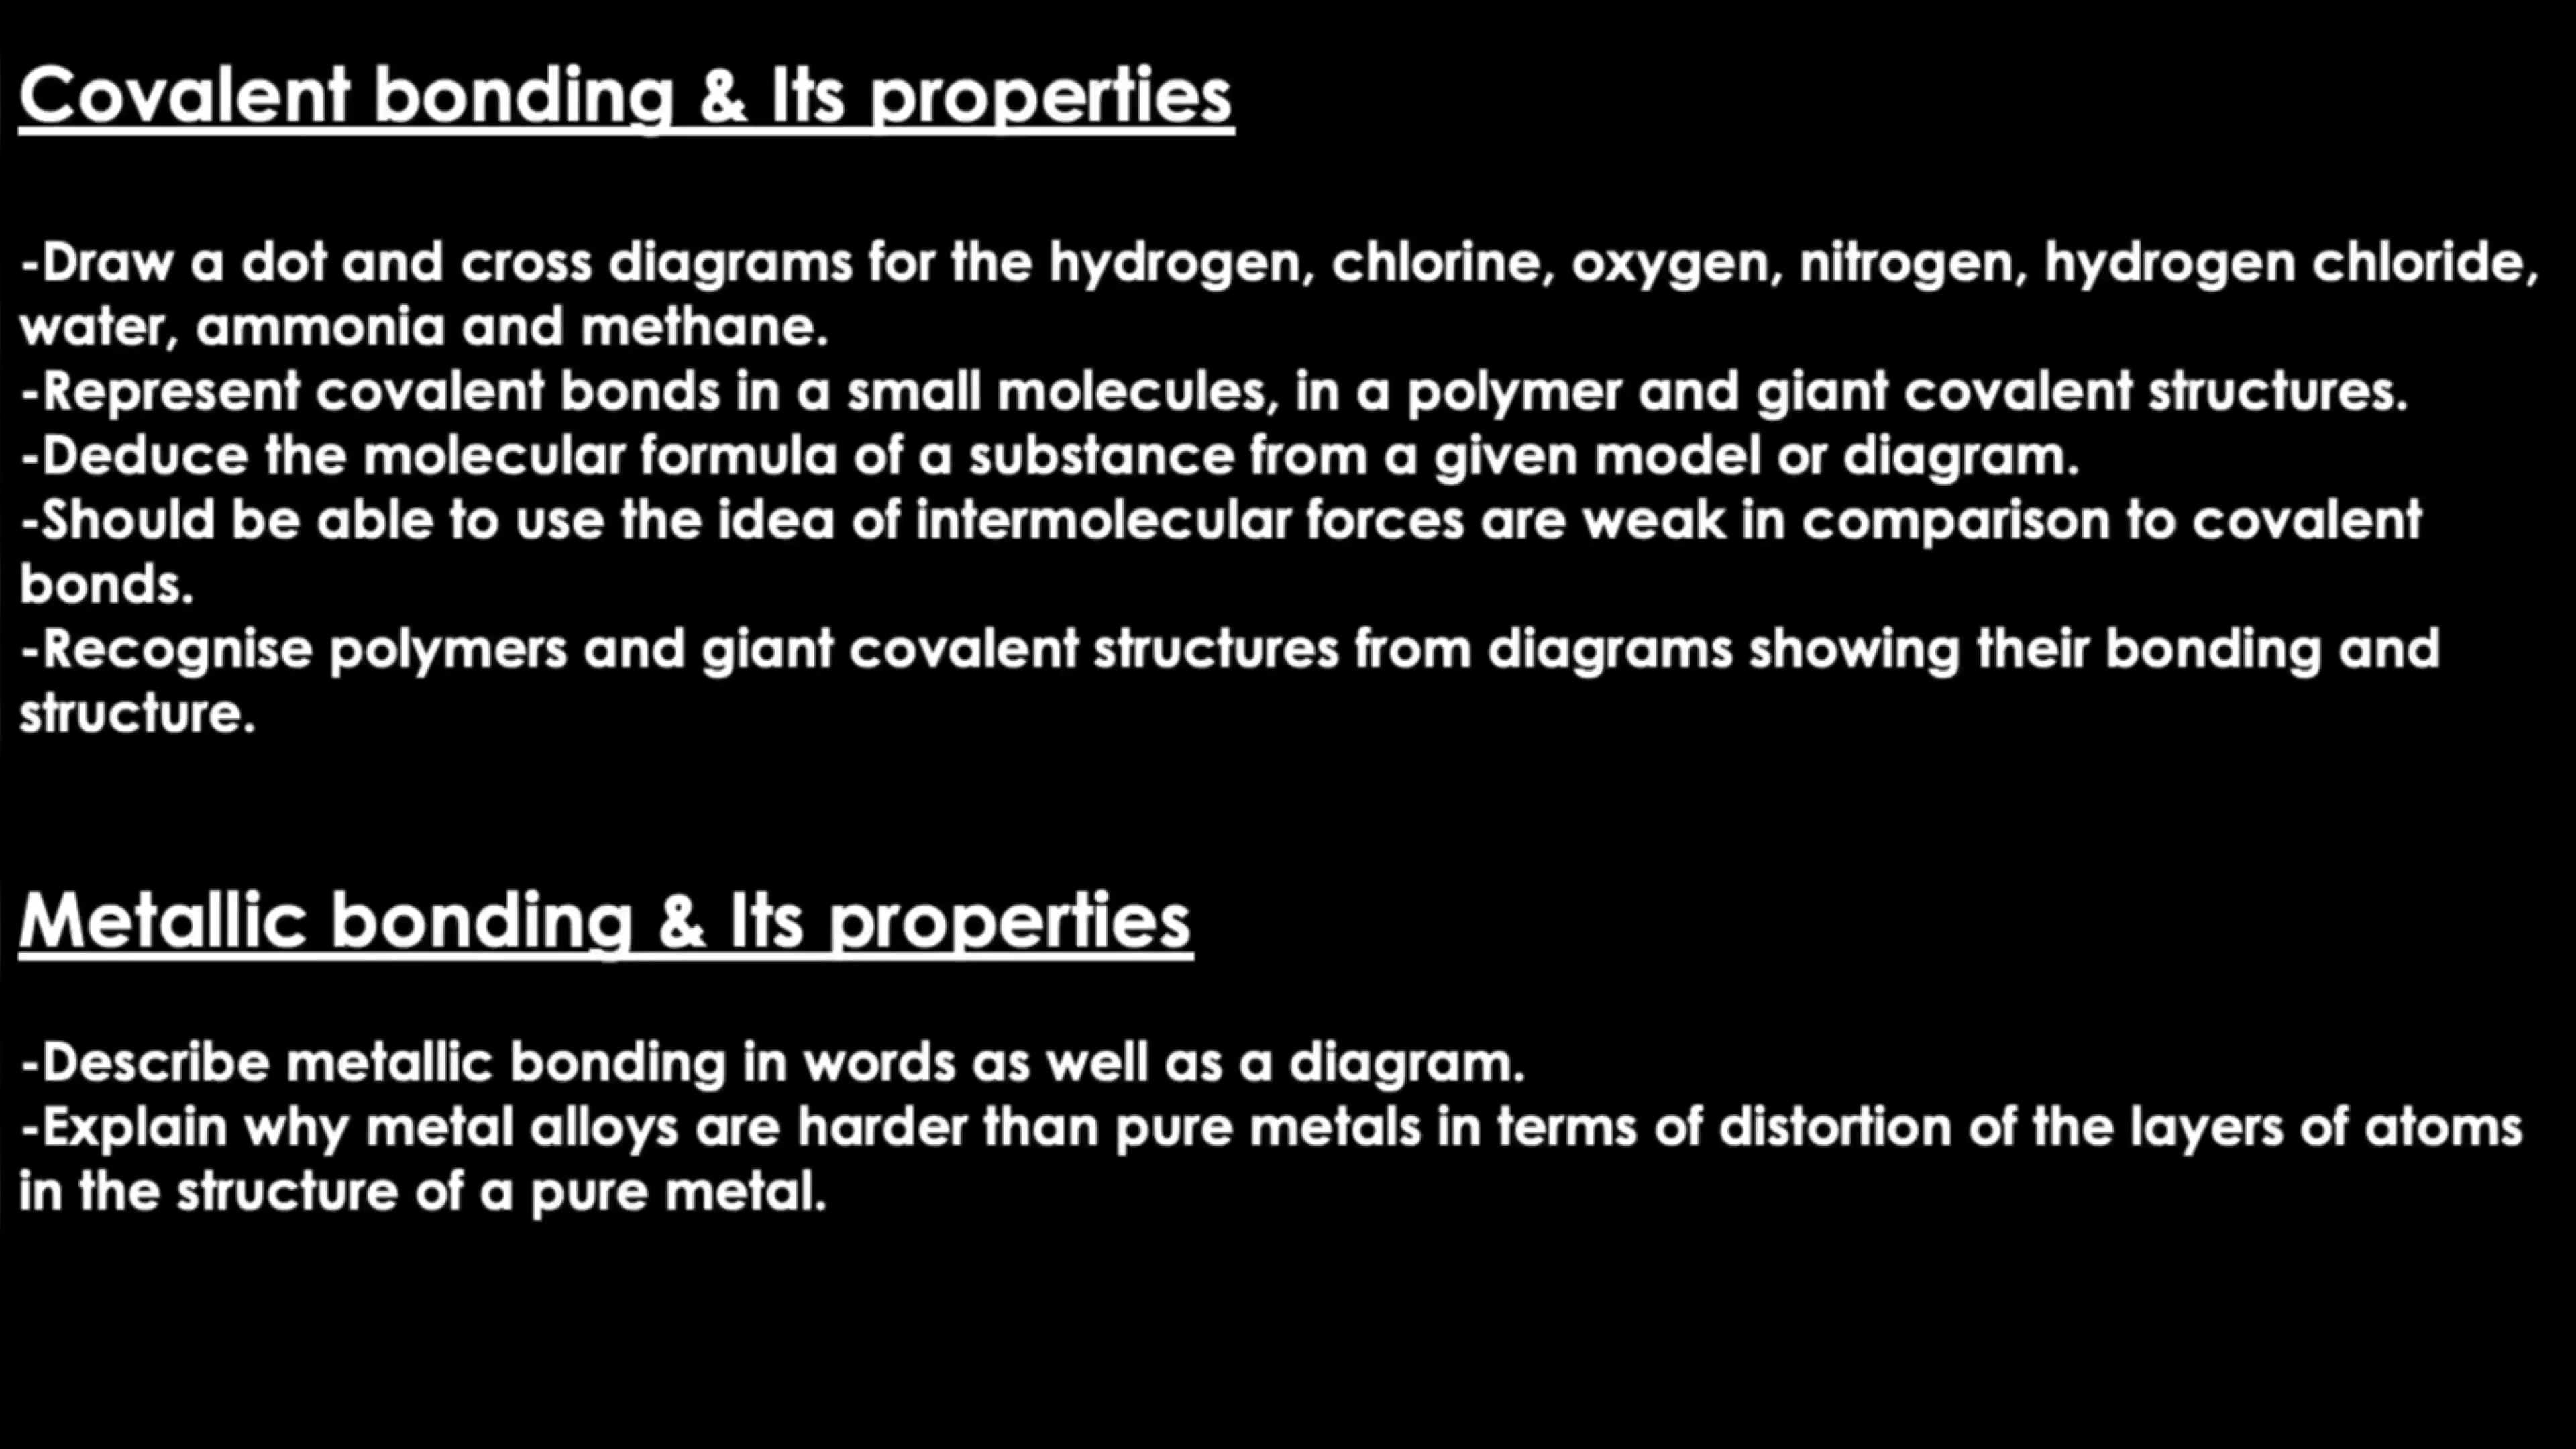 Covalent bonding & Its properties
-Draw a dot and cross diagrams for the hydrogen, chlorine, oxygen, nitrogen, hydrogen chloride,
water, ammonia and methane.
-Represent covalent bonds in a small molecules, in a polymer and giant covalent structures.
-Deduce the molecular formula of a substance from a given model or diagram.
-Should be able to use the idea of intermolecular forces are weak in comparison to covalent
bonds.
-Recognise polymers and giant covalent structures from diagrams showing their bonding and
structure.
Metallic bonding & Its properties
-Describe metallic bonding in words as well as a diagram.
-Explain why metal alloys are harder than pure metals in terms of distortion of the layers of atoms
in the structure of a pure metal.